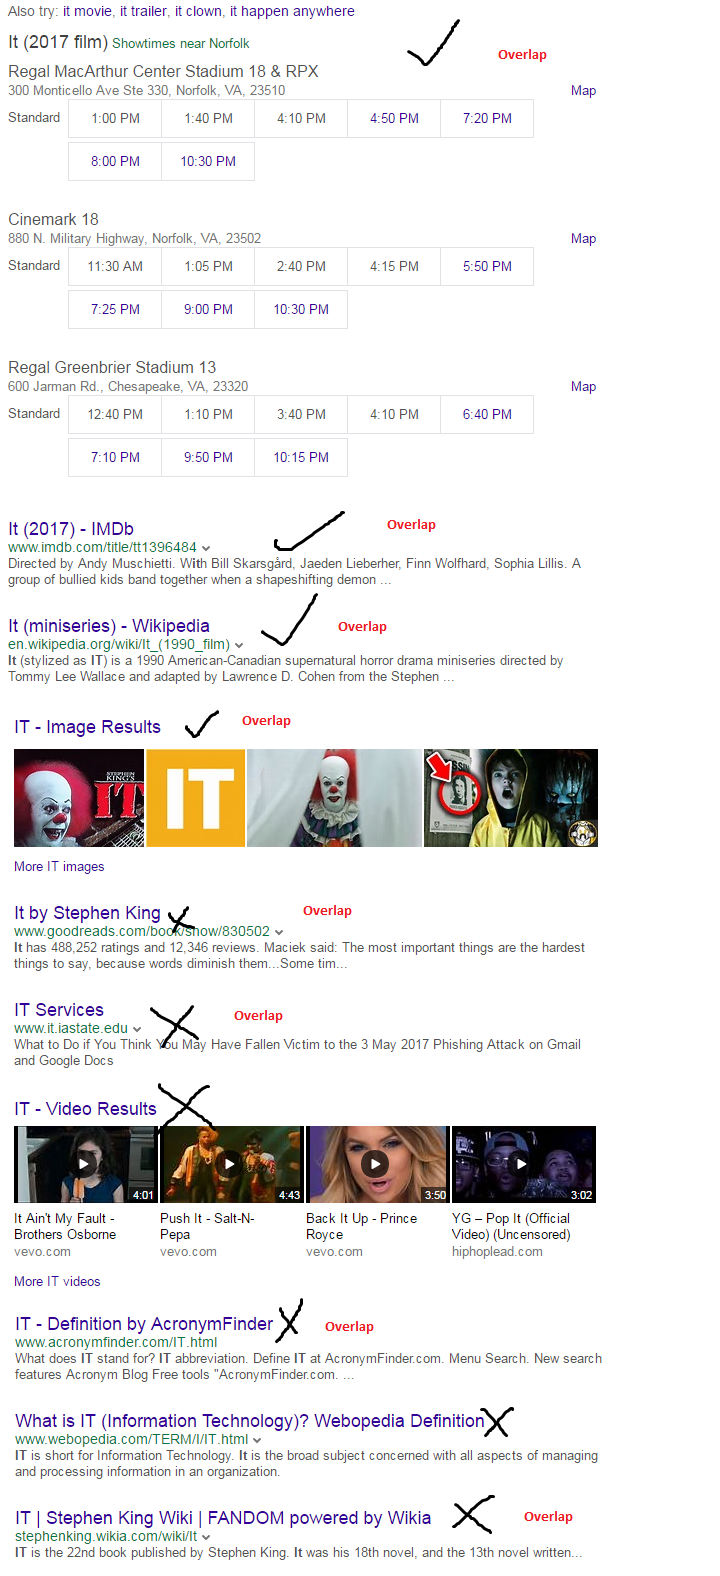 Also try: it movie, it trailer, it clown, it happen anywhere
It (2017 film) Showtimes near Norfolk
Overlap
Regal MacArthur Center Stadium 18 & RPX
300 Monticello Ave Ste 330, Norfolk, VA, 23510 Map
Standard 1:00 PM 1:40 PM 4:10 PM 4:50 PM 7:20 PM
8:00 PM 10:30 PM
Cinemark 18
880 N. Military Highway, Norfolk, VA, 23502 Map
Standard 11:30 AM 1:05 PM 2:40 PM 4:15 PM 5:50 PM
7:25 PM 9:00 PM 10:30 PM
Regal Greenbrier Stadium 13
600 Jarman Rd., Chesapeake, VA, 23320 Map
Standard 12:40 PM 1:10 PM 3:40 PM 4:10 PM 6:40 PM
7:10 PM 9:50 PM 10:15 PM
It (2017) - IMDb Overlap
www.imdb.com/title/tt1396484
Directed by Andy Muschietti. With Bill Skarsgård, Jaeden Lieberher, Finn Wolfhard, Sophia Lillis. A
group of bullied kids band together when a shapeshifting demon ...
It (miniseries) - Wikipedia Overlap
en.wikipedia.org/wiki/It_(1990_film)
It (stylized as IT) is a 1990 American-Canadian supernatural horror drama miniseries directed by
Tommy Lee Wallace and adapted by Lawrence D. Cohen from the Stephen ...
IT - Image Results Overlap
STEPHEN
KING'S
IT
IT
MISSING
More IT images
It by Stephen King Overlap
www.goodreads.com/book/show/830502
It has 488,252 ratings and 12,346 reviews. Maciek said: The most important things are the hardest
things to say, because words diminish them...Some tim...
IT Services Overlap
www.it.iastate.edu
What to Do if You Think You May Have Fallen Victim to the 3 May 2017 Phishing Attack on Gmail
and Google Docs
IT - Video Results
4:01 4:43 3:50 3:02
It Ain't My Fault - Push It - Salt-N- Back It Up - Prince YG – Pop It (Official
Brothers Osborne Pepa Royce Video) (Uncensored)
vevo.com vevo.com vevo.com hiphoplead.com
More IT videos
IT - Definition by AcronymFinder Overlap
www.acronymfinder.com/IT.html
What does IT stand for? IT abbreviation. Define IT at AcronymFinder.com. Menu Search. New search
features Acronym Blog Free tools "AcronymFinder.com. ...
What is IT (Information Technology)? Webopedia Definition
www.webopedia.com/TERM/I/IT.html
IT is short for Information Technology. It is the broad subject concerned with all aspects of managing
and processing information in an organization.
IT | Stephen King Wiki | FANDOM powered by Wikia Overlap
stephenking.wikia.com/wiki/It
IT is the 22nd book published by Stephen King. It was his 18th novel, and the 13th novel written...